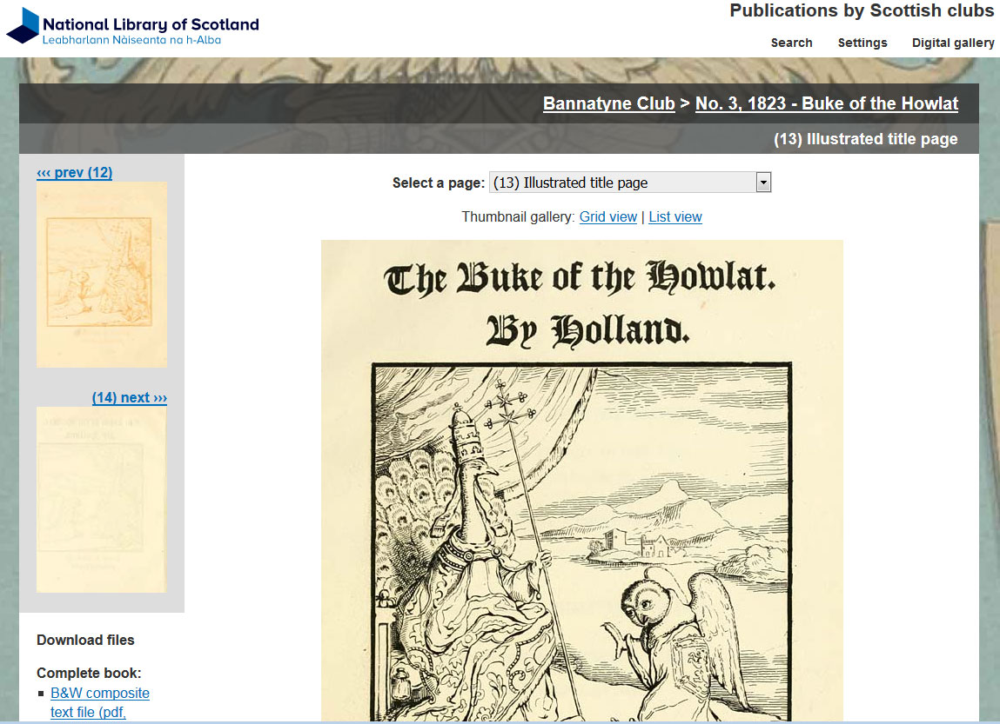 National Library of Scotland
Leabharlann Nàiseanta na h-Alba
Publications by Scottish clubs
Search Settings Digital gallery
Bannatyne Club > No. 3, 1823 - Buke of the Howlat
(13) Illustrated title page
‹‹‹ prev (12)
(14) next ›››
Download files
Complete book:
B&W composite
text file (pdf,
Select a page: (13) Illustrated title page
Thumbnail gallery: Grid view | List view
The Buke of the Howlat.
By Holland.